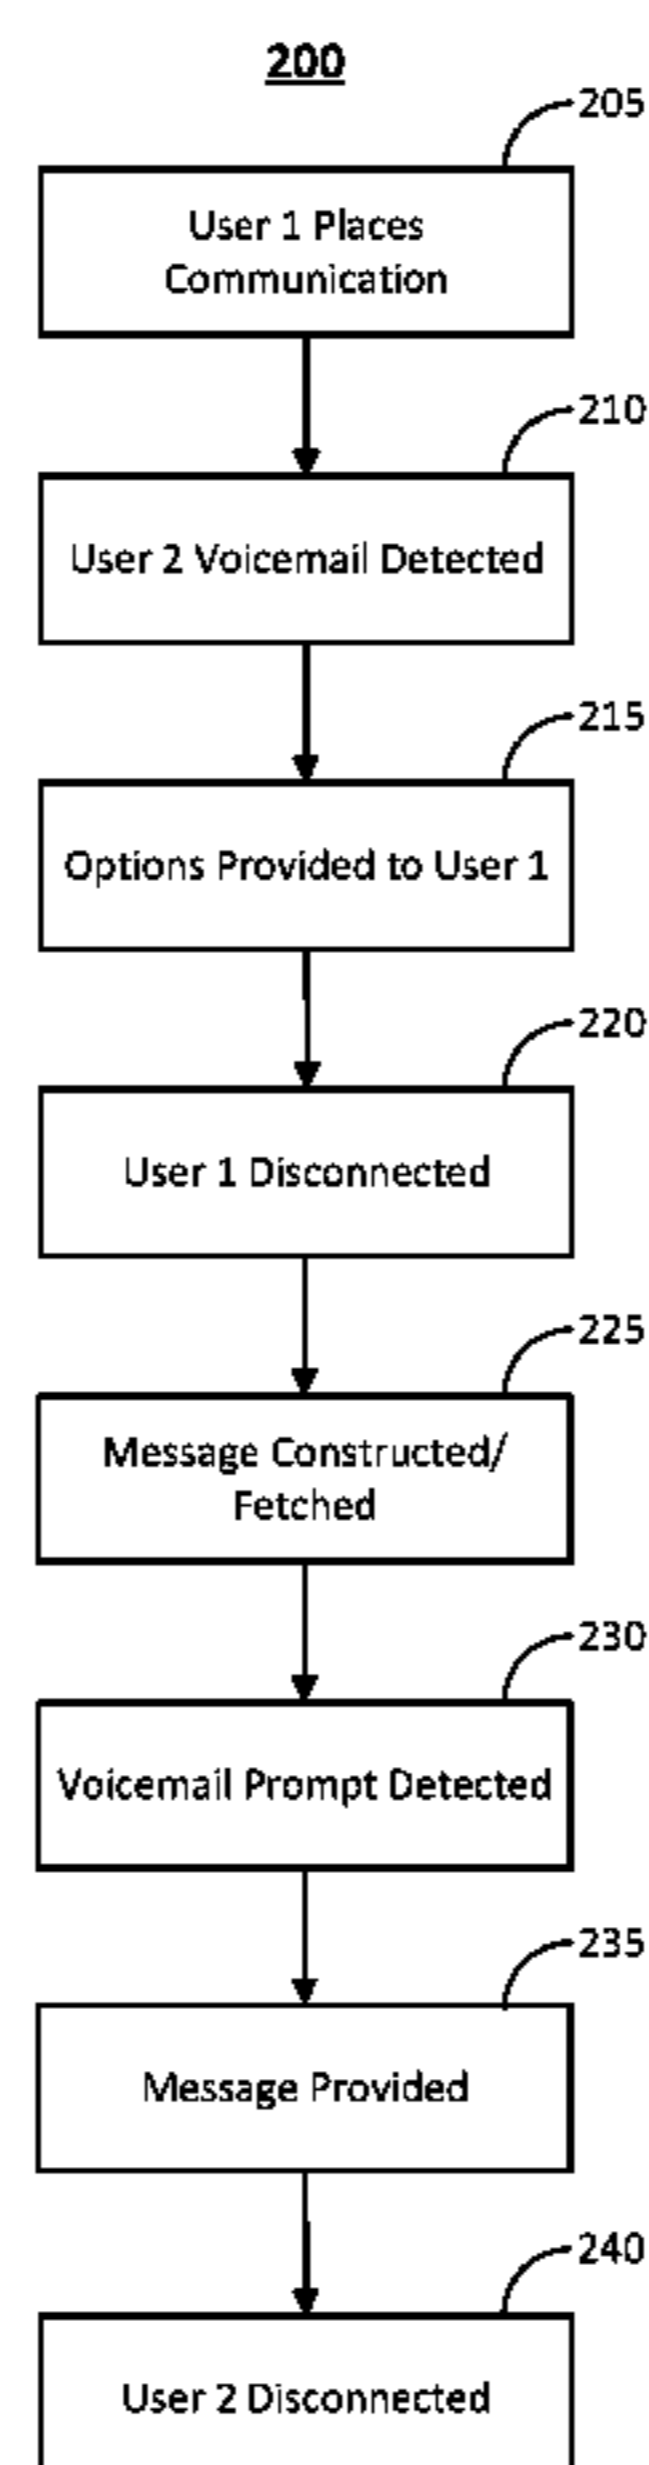 200
205
User 1 Places
Communication
210
User 2 Voicemail Detected
215
Options Provided to User 1
220
User 1 Disconnected
225
Message Constructed/
Fetched
230
Voicemail Prompt Detected
235
Message Provided
240
User 2 Disconnected